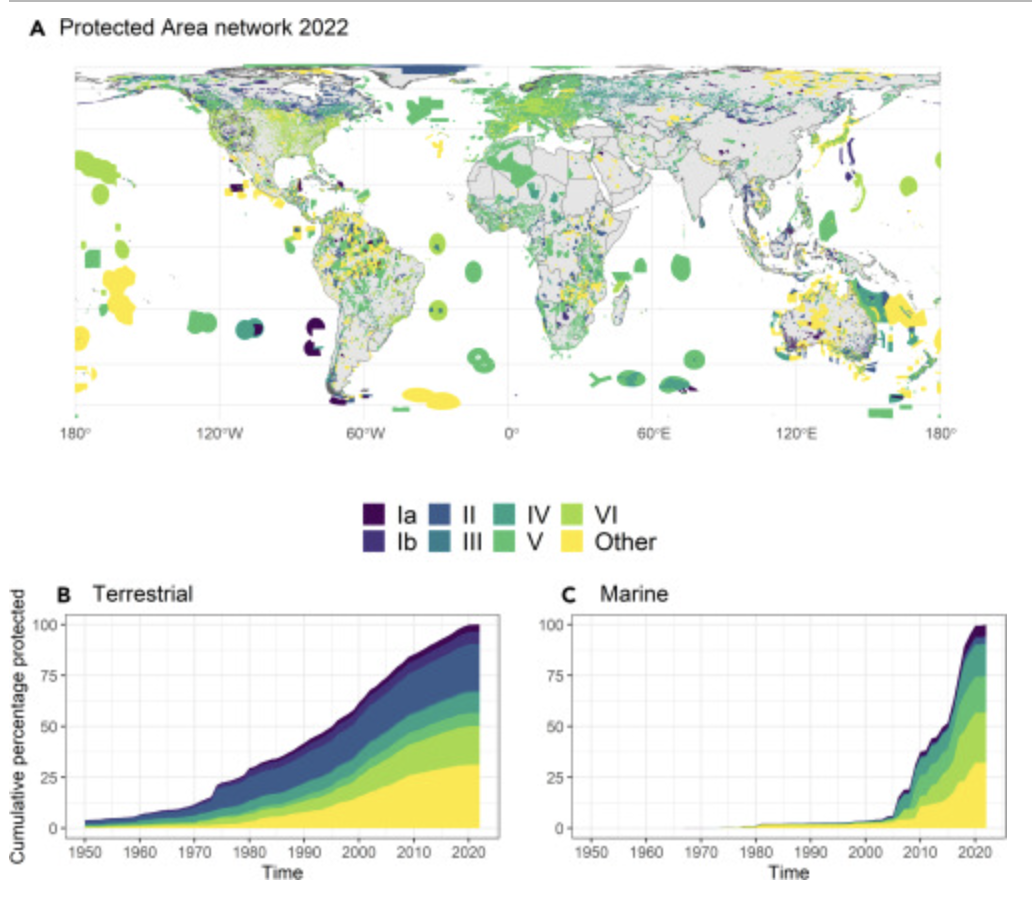 A Protected Area network 2022
180° 120°W 60°W 0° 60°E 120°E 180°
Ia II IV VI
Ib III V Other
B Terrestrial
Cumulative percentage protected
100
75
50
25
0
1950 1960 1970 1980 1990 2000 2010 2020
Time
C Marine
100
75
50
25
0
1950 1960 1970 1980 1990 2000 2010 2020
Time